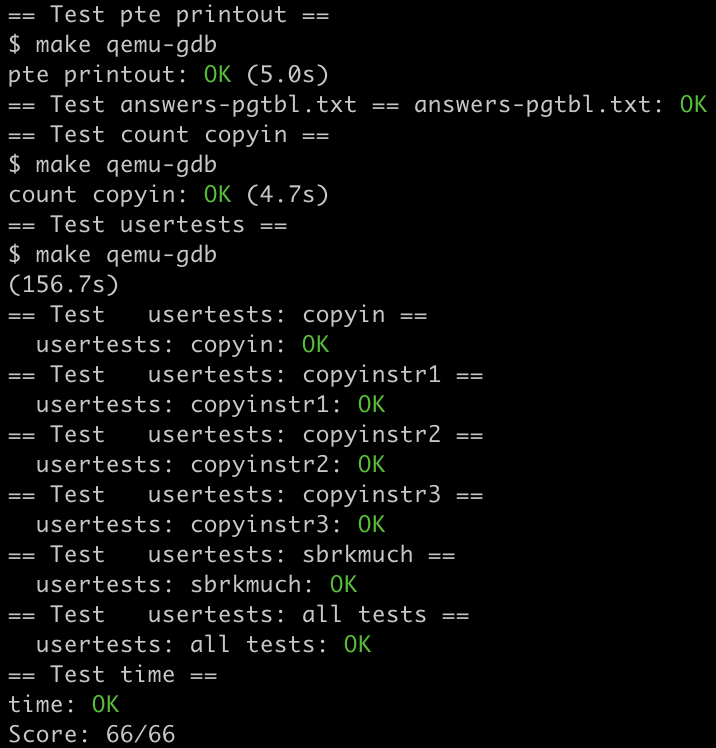 == Test pte printout ==
$ make qemu-gdb
pte printout: OK (5.0s)
== Test answers-pgtbl.txt == answers-pgtbl.txt: OK
== Test count copyin ==
$ make qemu-gdb
count copyin: OK (4.7s)
== Test usertests ==
$ make qemu-gdb
(156.7s)
== Test   usertests: copyin ==
  usertests: copyin: OK
== Test   usertests: copyinstr1 ==
  usertests: copyinstr1: OK
== Test   usertests: copyinstr2 ==
  usertests: copyinstr2: OK
== Test   usertests: copyinstr3 ==
  usertests: copyinstr3: OK
== Test   usertests: sbrkmuch ==
  usertests: sbrkmuch: OK
== Test   usertests: all tests ==
  usertests: all tests: OK
== Test time ==
time: OK
Score: 66/66